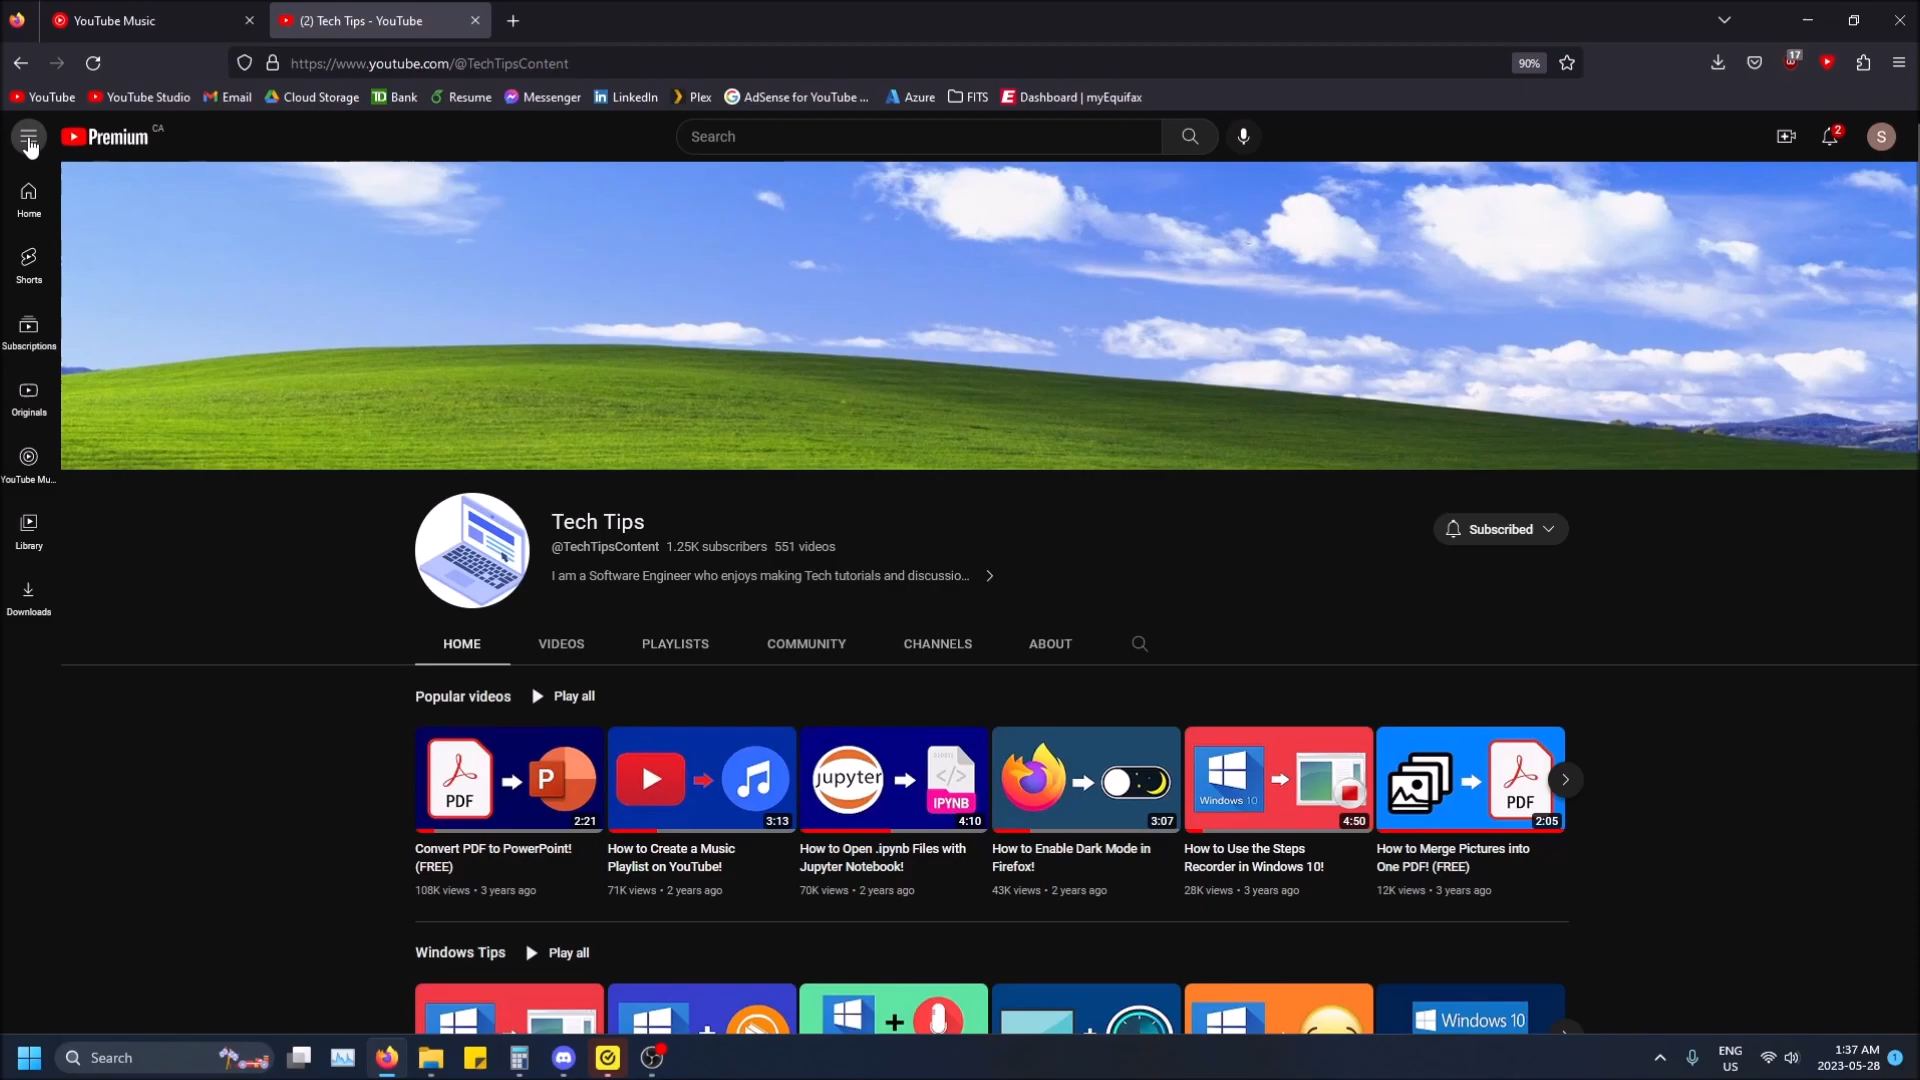 YouTube Music
(2) Tech Tips - YouTube
https://www.youtube.com/@TechTipsContent
90%
17
YouTube
YouTube Studio
Email
Cloud Storage
TD Bank
Resume
Messenger
LinkedIn
Plex
AdSense for YouTube ...
Azure
FITS
Dashboard | myEquifax
Premium CA
Search
2
S
Home
Shorts
Subscriptions
Originals
YouTube Mu...
Library
Downloads
Tech Tips
@TechTipsContent 1.25K subscribers 551 videos
I am a Software Engineer who enjoys making Tech tutorials and discussio...
Subscribed
HOME
VIDEOS
PLAYLISTS
COMMUNITY
CHANNELS
ABOUT
Popular videos
Play all
PDF
P
2:21
3:13
Jupyter
</>
IPYNB
4:10
3:07
Windows 10
4:50
PDF
2:05
Convert PDF to PowerPoint!
(FREE)
108K views • 3 years ago
How to Create a Music
Playlist on YouTube!
71K views • 2 years ago
How to Open .ipynb Files with
Jupyter Notebook!
70K views • 2 years ago
How to Enable Dark Mode in
Firefox!
43K views • 2 years ago
How to Use the Steps
Recorder in Windows 10!
28K views • 3 years ago
How to Merge Pictures into
One PDF! (FREE)
12K views • 3 years ago
Windows Tips
Play all
Windows 10
Search
ENG
US
1:37 AM
2023-05-28
1